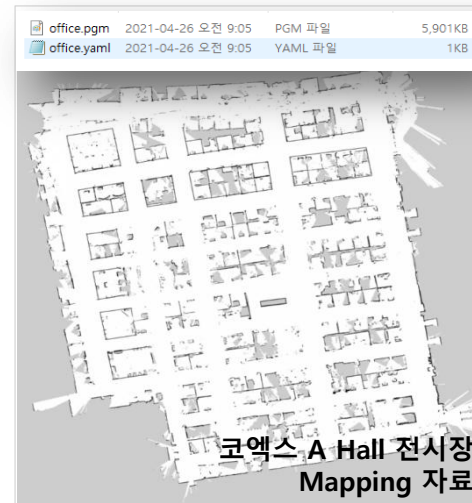 office.pgm 2021-04-26 오전 9:05 PGM 파일 5,901KB
office.yaml 2021-04-26 오전 9:05 YAML 파일 1KB
코엑스 A Hall 전시장
Mapping 자료